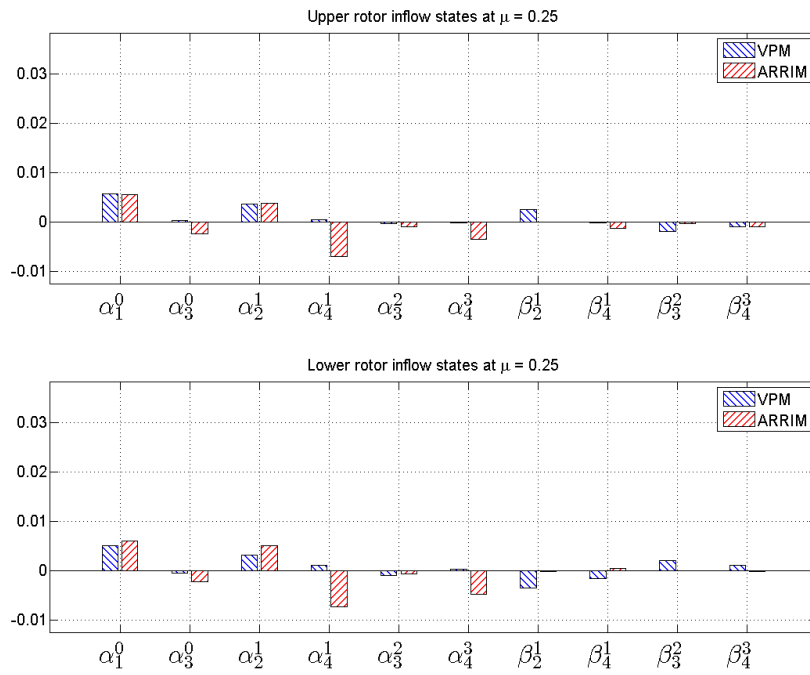 Upper rotor inflow states at μ = 0.25
VPM
ARRIM
0.03
0.02
0.01
0
-0.01
α₁⁰ α₃⁰ α₂¹ α₄¹ α₃² α₄³ β₂¹ β₄¹ β₃² β₄³
Lower rotor inflow states at μ = 0.25
VPM
ARRIM
0.03
0.02
0.01
0
-0.01
α₁⁰ α₃⁰ α₂¹ α₄¹ α₃² α₄³ β₂¹ β₄¹ β₃² β₄³